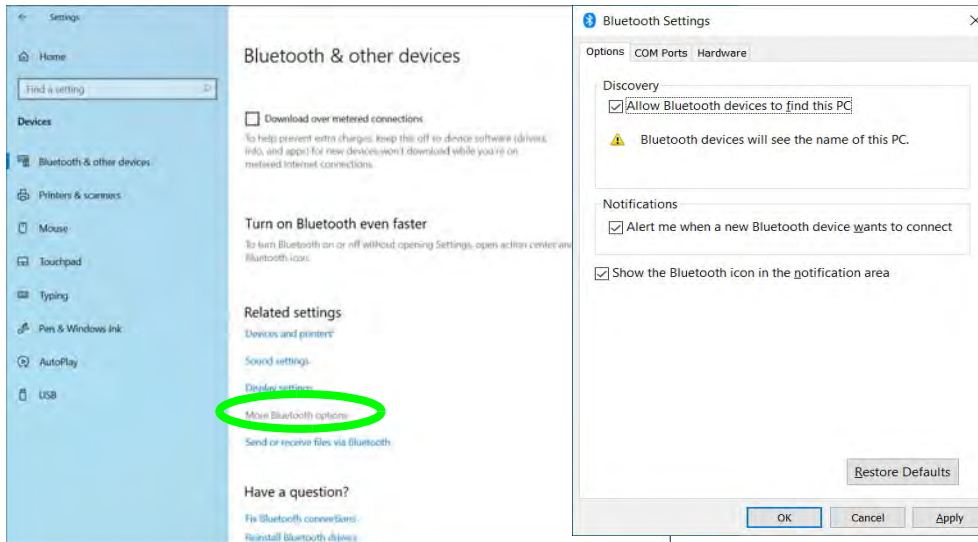 Settings
Home
Find a setting
Devices
Bluetooth & other devices
Printers & scanners
Mouse
Touchpad
Typing
Pen & Windows Ink
AutoPlay
USB
Bluetooth & other devices
Download over metered connections
To help prevent extra charges, keep this off so device software (drivers,
info, and apps) for new devices won't download while you're on
metered Internet connections.
Turn on Bluetooth even faster
To turn Bluetooth on or off without opening Settings, open action center and
Bluetooth icon.
Related settings
Devices and printers
Sound settings
Display settings
More Bluetooth options
Send or receive files via Bluetooth
Have a question?
Fix Bluetooth connections
Reinstall Bluetooth drivers
Bluetooth Settings
Options COM Ports Hardware
Discovery
Allow Bluetooth devices to find this PC
Bluetooth devices will see the name of this PC.
Notifications
Alert me when a new Bluetooth device wants to connect
Show the Bluetooth icon in the notification area
Restore Defaults
OK Cancel Apply